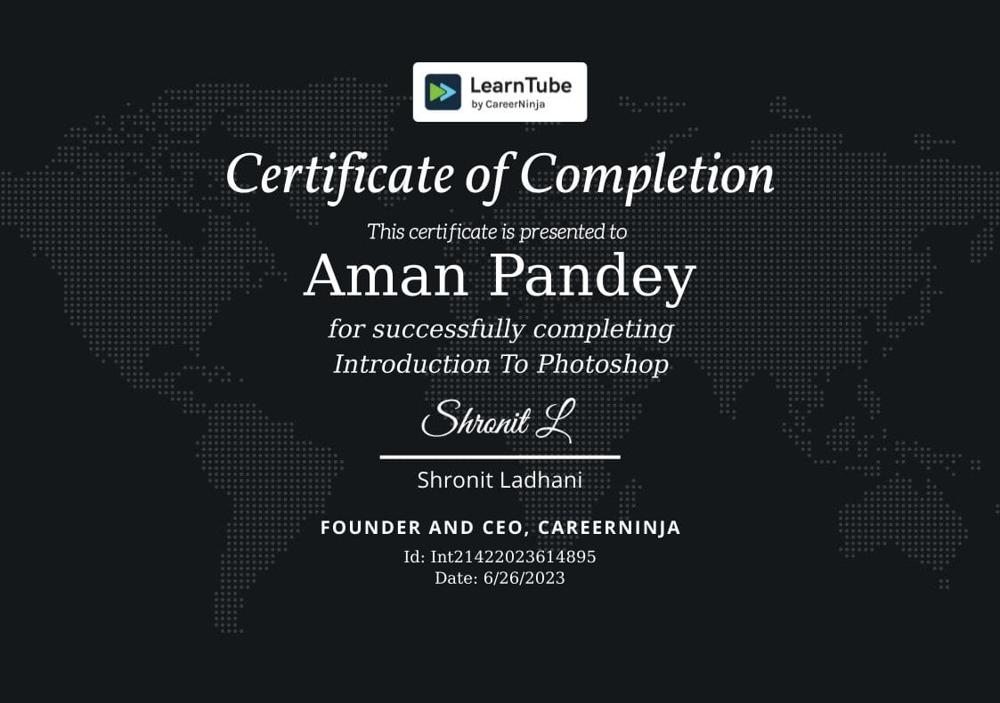 LearnTube
by CareerNinja
Certificate of Completion
This certificate is presented to
Aman Pandey
for successfully completing
Introduction To Photoshop
Shronit L
Shronit Ladhani
FOUNDER AND CEO, CAREERNINJA
Id: Int21422023614895
Date: 6/26/2023